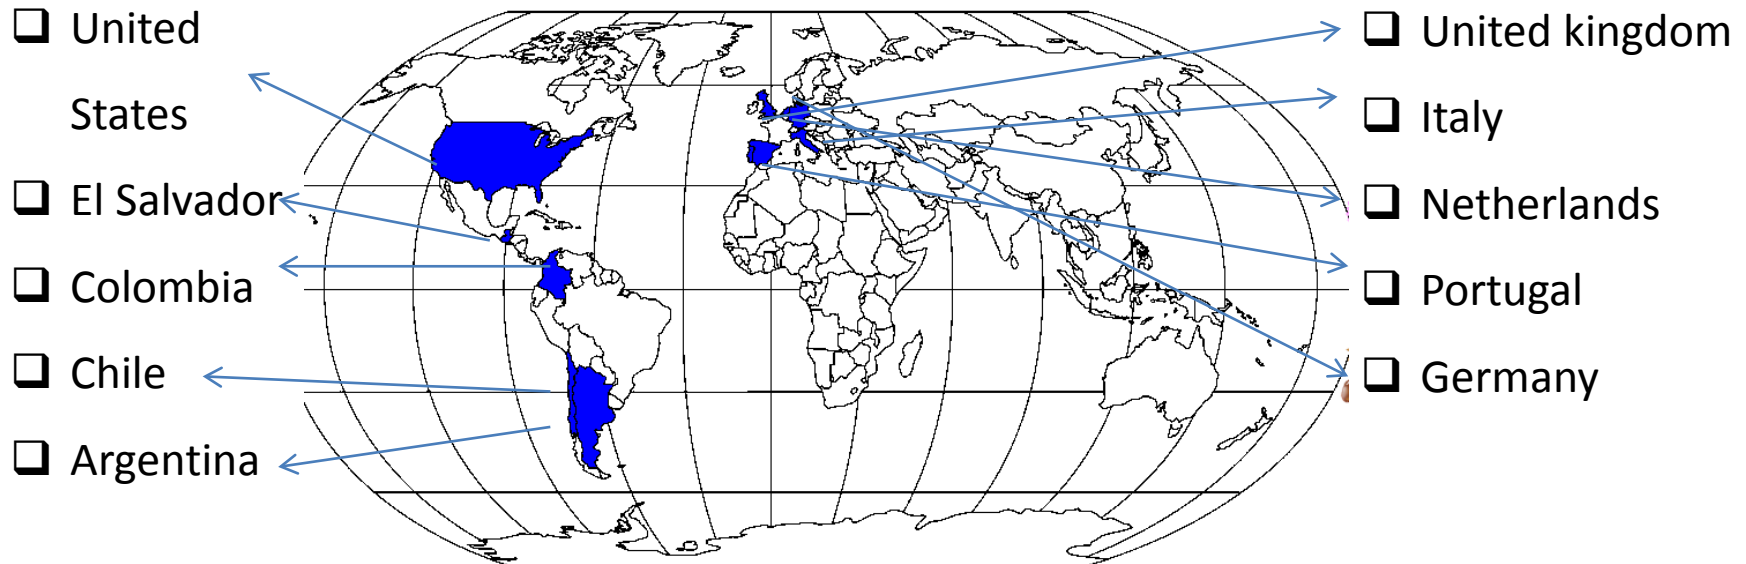 United
States
El Salvador
Colombia
Chile
Argentina
United kingdom
Italy
Netherlands
Portugal
Germany